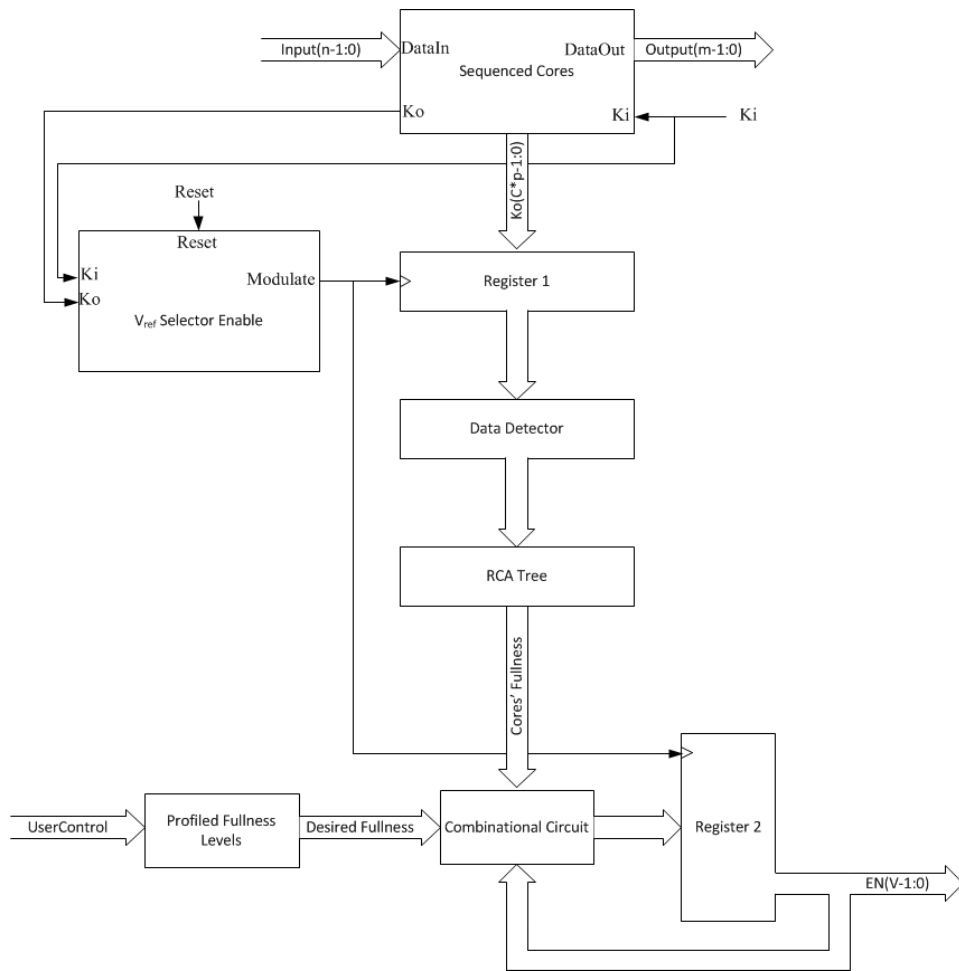 Input(n-1:0)
DataIn
DataOut
Output(m-1:0)
Sequenced Cores
Ko
Ki
Ki
Ko(C*p-1:0)
Reset
Reset
Ki
Modulate
Ko
Vref Selector Enable
Register 1
Data Detector
RCA Tree
Cores' Fullness
UserControl
Profiled Fullness
Levels
Desired Fullness
Combinational Circuit
Register 2
EN(V-1:0)